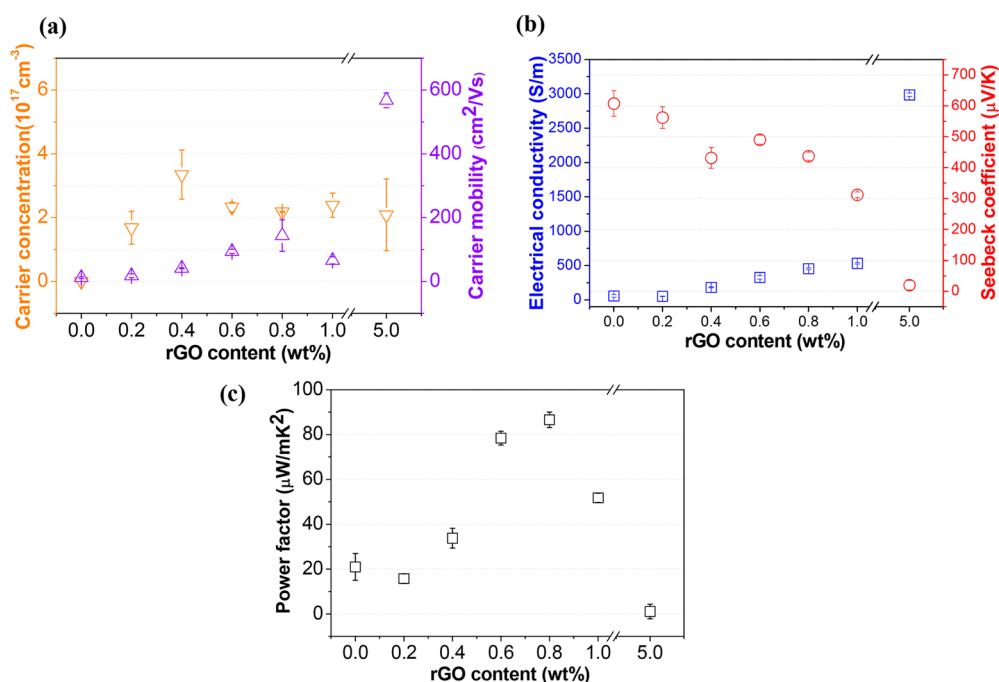 (a)
Carrier concentration(10^17cm^-3)
6
4
2
0
600
400
200
0
Carrier mobility (cm²/Vs)
0.0 0.2 0.4 0.6 0.8 1.0 5.0
rGO content (wt%)
(b)
Electrical conductivity (S/m)
3500
3000
2500
2000
1500
1000
500
0
700
600
500
400
300
200
100
0
Seebeck coefficient (μV/K)
0.0 0.2 0.4 0.6 0.8 1.0 5.0
rGO content (wt%)
(c)
Power factor (μW/mK²)
100
80
60
40
20
0
0.0 0.2 0.4 0.6 0.8 1.0 5.0
rGO content (wt%)